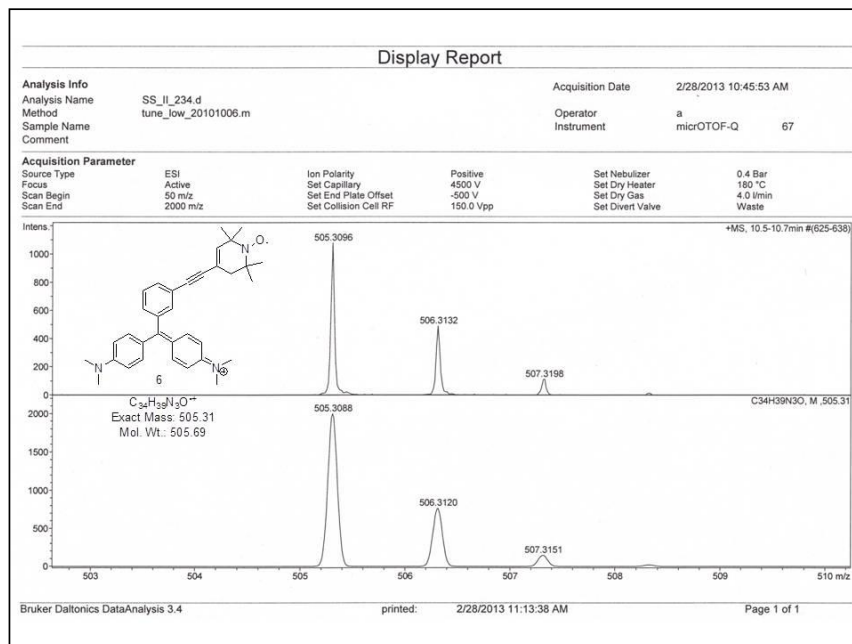 Display Report
Analysis Info
Acquisition Date 2/28/2013 10:45:53 AM
Analysis Name SS_II_234.d
Method tune_low_20101006.m
Operator a
Sample Name
Instrument micrOTOF-Q 67
Comment
Acquisition Parameter
Source Type ESI Ion Polarity Positive Set Nebulizer 0.4 Bar
Focus Active Set Capillary 4500 V Set Dry Heater 180 °C
Scan Begin 50 m/z Set End Plate Offset -500 V Set Dry Gas 4.0 l/min
Scan End 2000 m/z Set Collision Cell RF 150.0 Vpp Set Divert Valve Waste
Intens.
+MS, 10.5-10.7min #(625-638)
505.3096
1000
800
600
506.3132
400
200
507.3198
0
O·
N
N
N
⊕
6
C34H39N3O·+
Exact Mass: 505.31
Mol. Wt.: 505.69
C34H39N3O, M ,505.31
505.3088
2000
1500
1000
506.3120
500
507.3151
0
503 504 505 506 507 508 509 510 m/z
Bruker Daltonics DataAnalysis 3.4 printed: 2/28/2013 11:13:38 AM Page 1 of 1